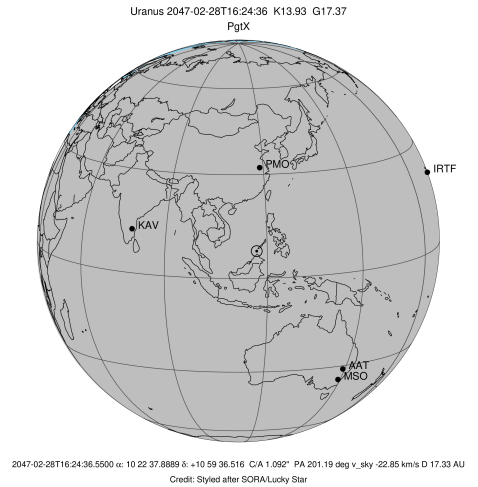 Uranus 2047-02-28T16:24:36 K13.93 G17.37
PgtX
PMO
IRTF
KAV
AAT
MSO
2047-02-28T16:24:36.5500 α: 10 22 37.8889 δ: +10 59 36.516 C/A 1.092" PA 201.19 deg v_sky -22.85 km/s D 17.33 AU
Credit: Styled after SORA/Lucky Star